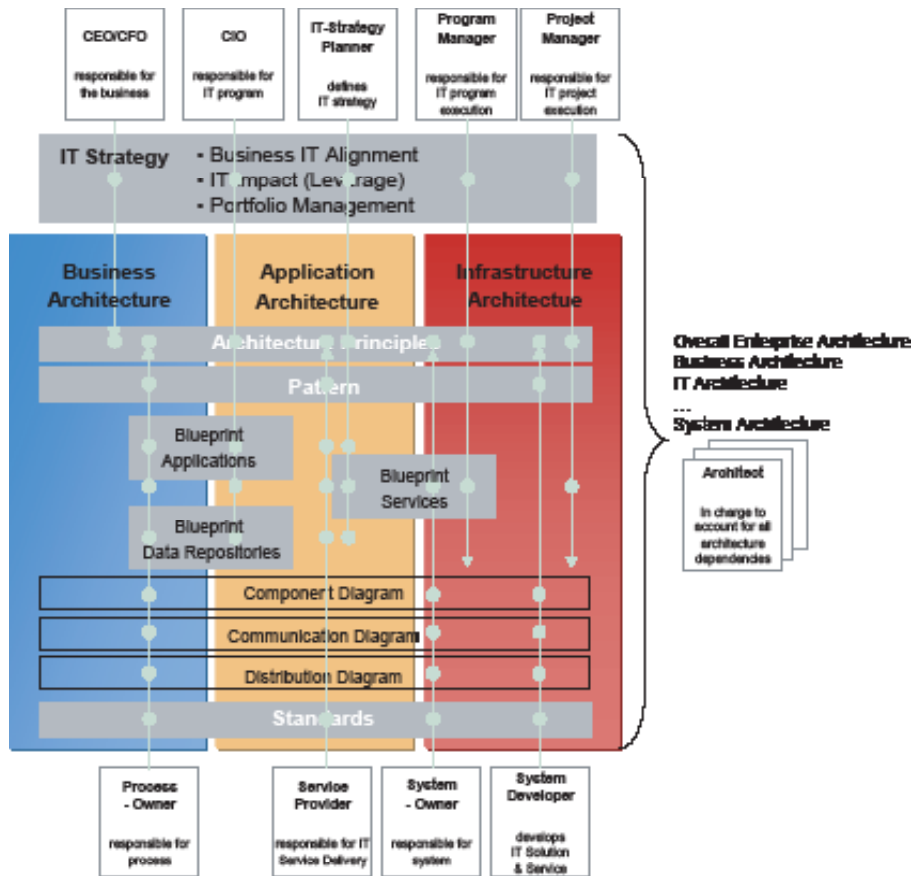 CEO/CFO
responsible for
the business
CIO
responsible for
IT program
IT-Strategy
Planner
defines
IT strategy
Program
Manager
responsible for
IT program
execution
Project
Manager
responsible for
IT project
execution
IT Strategy
- Business IT Alignment
- IT Impact (Leverage)
- Portfolio Management
Business
Architecture
Application
Architecture
Infrastructure
Architectue
Architecture Principles
Pattern
Blueprint
Applications
Blueprint
Services
Blueprint
Data Repositories
Component Diagram
Communication Diagram
Distribution Diagram
Standards
Overall Enterprise Architecture
Business Architecture
IT Architecture
...
System Architecture
Architect
In charge to
account for all
architecture
dependencies
Process
- Owner
responsible for
process
Service
Provider
responsible for IT
Service Delivery
System
- Owner
responsible for
system
System
Developer
develops
IT Solution
& Service